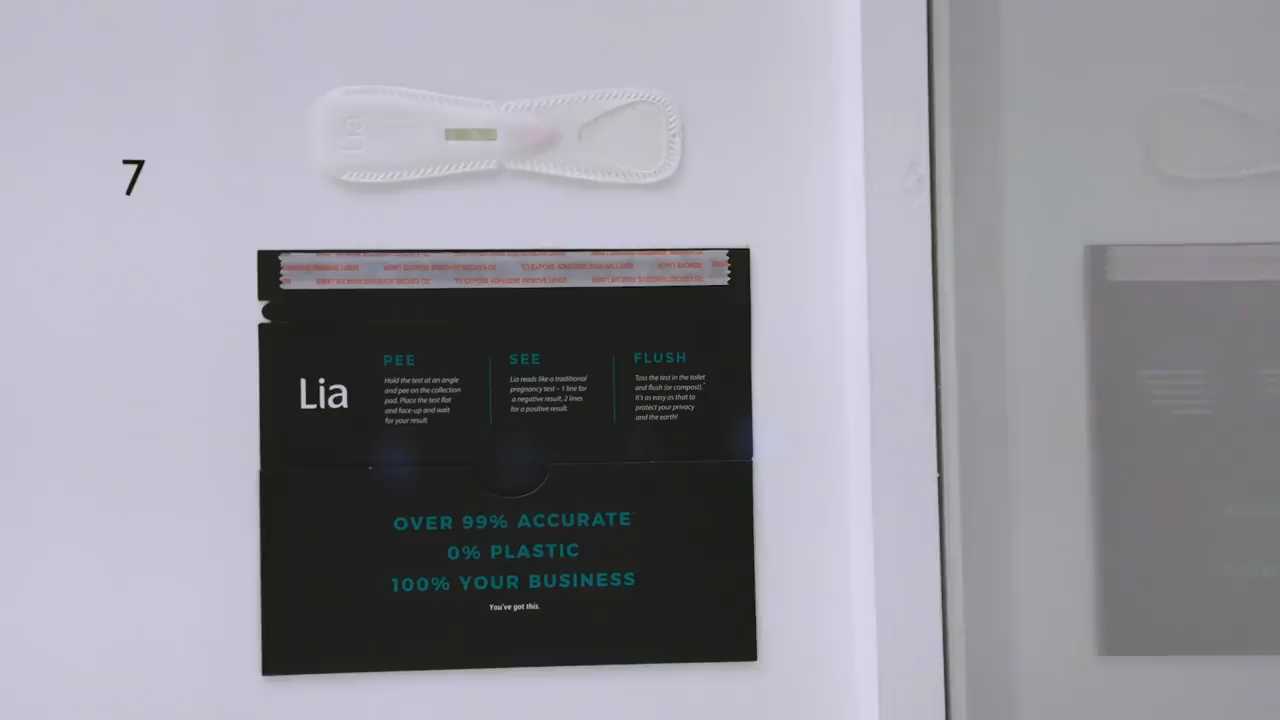 Lia
7
Lia
PEE
Hold the test at an angle
and pee on the collection
pad. Place the test flat
and face-up and wait
for your result.
SEE
Lia reads like a traditional
pregnancy test – 1 line for
a negative result, 2 lines
for a positive result.
FLUSH
Toss the test in the toilet
and flush (or compost).*
It's as easy as that to
protect your privacy
and the earth!
OVER 99% ACCURATE*
0% PLASTIC
100% YOUR BUSINESS
You've got this.